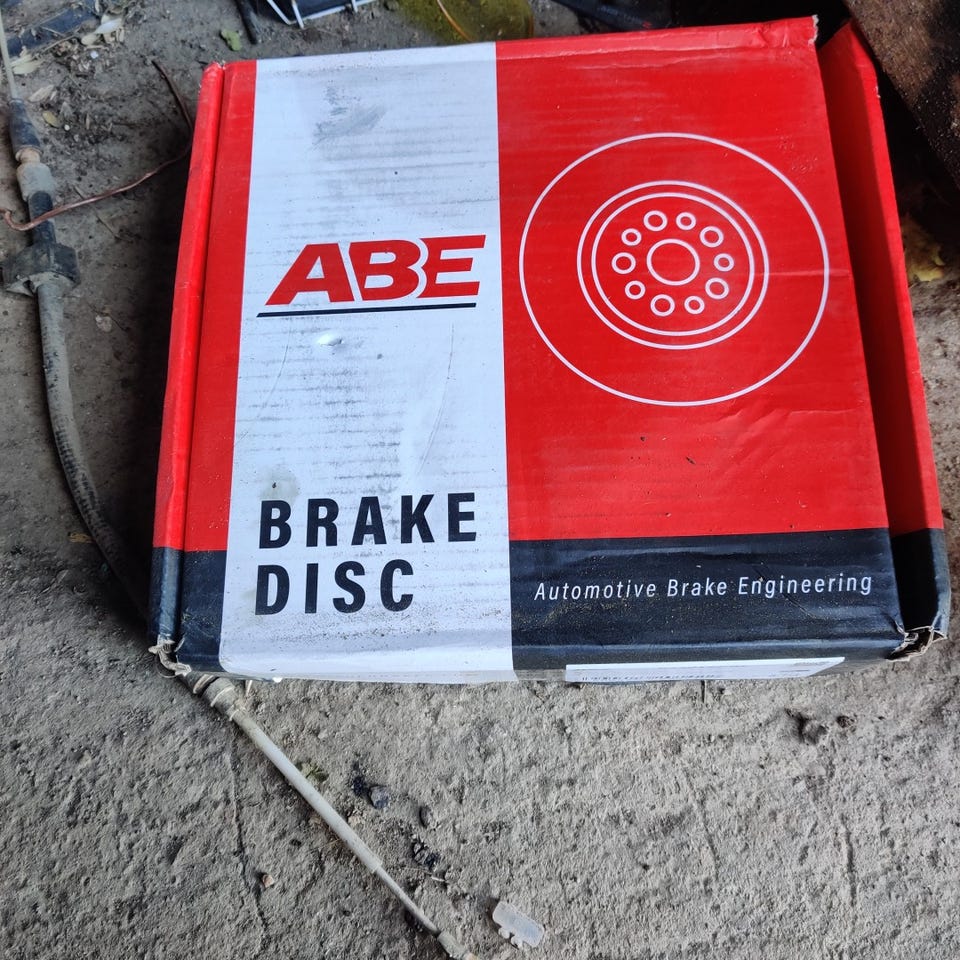 ABE
BRAKE
DISC
Automotive Brake Engineering